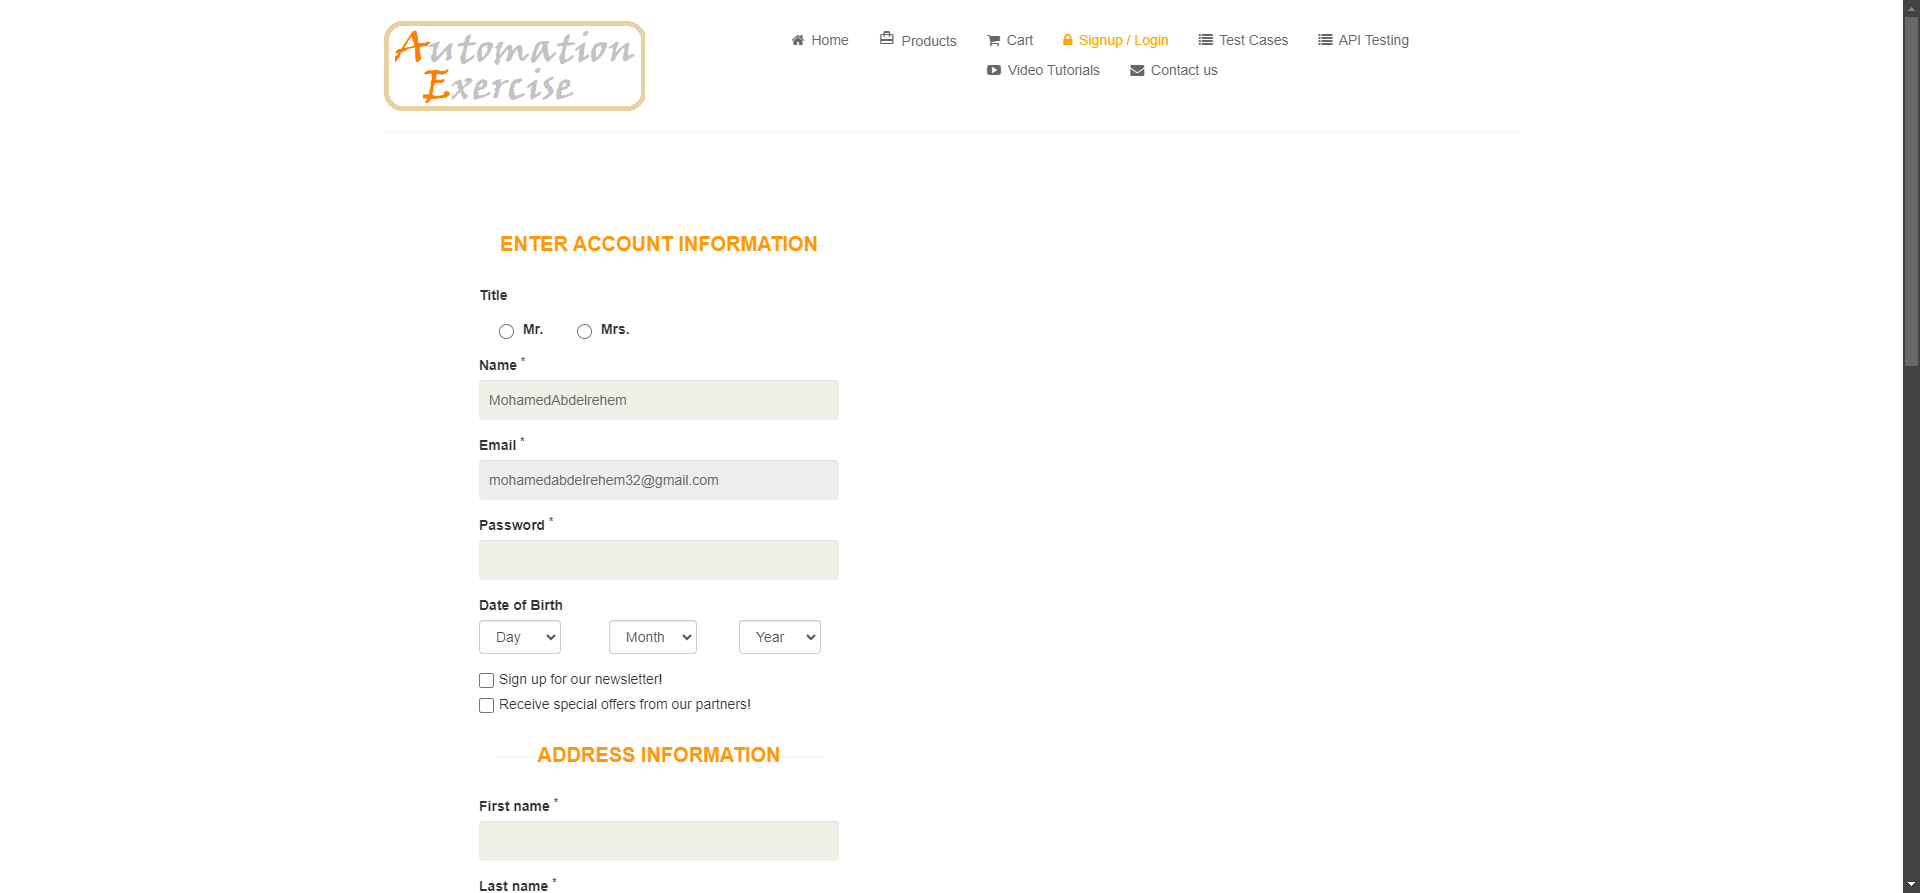 Automation
Exercise
Home Products Cart Signup / Login Test Cases API Testing
Video Tutorials Contact us
ENTER ACCOUNT INFORMATION
Title
Mr. Mrs.
Name *
MohamedAbdelrehem
Email *
mohamedabdelrehem32@gmail.com
Password *
Date of Birth
Day Month Year
Sign up for our newsletter!
Receive special offers from our partners!
ADDRESS INFORMATION
First name *
Last name *